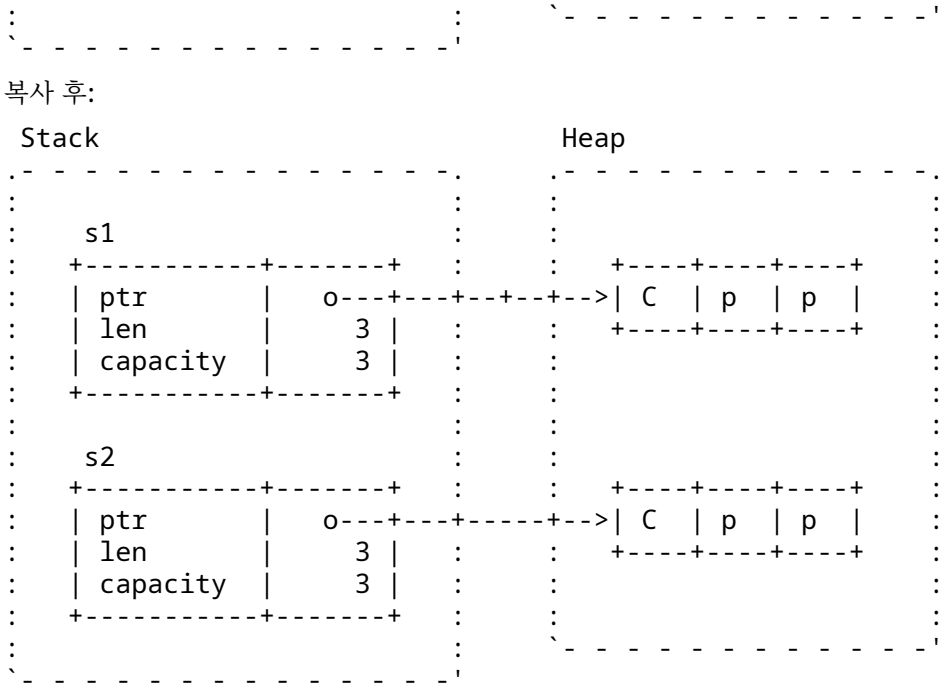 :                           :     `- - - - - - - - - - - -'
`- - - - - - - - - - - - - -'
복사 후:
 Stack                             Heap
.- - - - - - - - - - - - - -.     .- - - - - - - - - - - -.
:                           :     :                       :
:    s1                     :     :                       :
:   +-----------+-------+   :     :   +----+----+----+    :
:   | ptr       |   o---+---+--+--+-->| C  | p  | p  |    :
:   | len       |     3 |   :     :   +----+----+----+    :
:   | capacity  |     3 |   :     :                       :
:   +-----------+-------+   :     :                       :
:                           :     :                       :
:    s2                     :     :                       :
:   +-----------+-------+   :     :   +----+----+----+    :
:   | ptr       |   o---+---+-----+-->| C  | p  | p  |    :
:   | len       |     3 |   :     :   +----+----+----+    :
:   | capacity  |     3 |   :     :                       :
:   +-----------+-------+   :     :                       :
:                           :     `- - - - - - - - - - - -'
`- - - - - - - - - - - - - -'